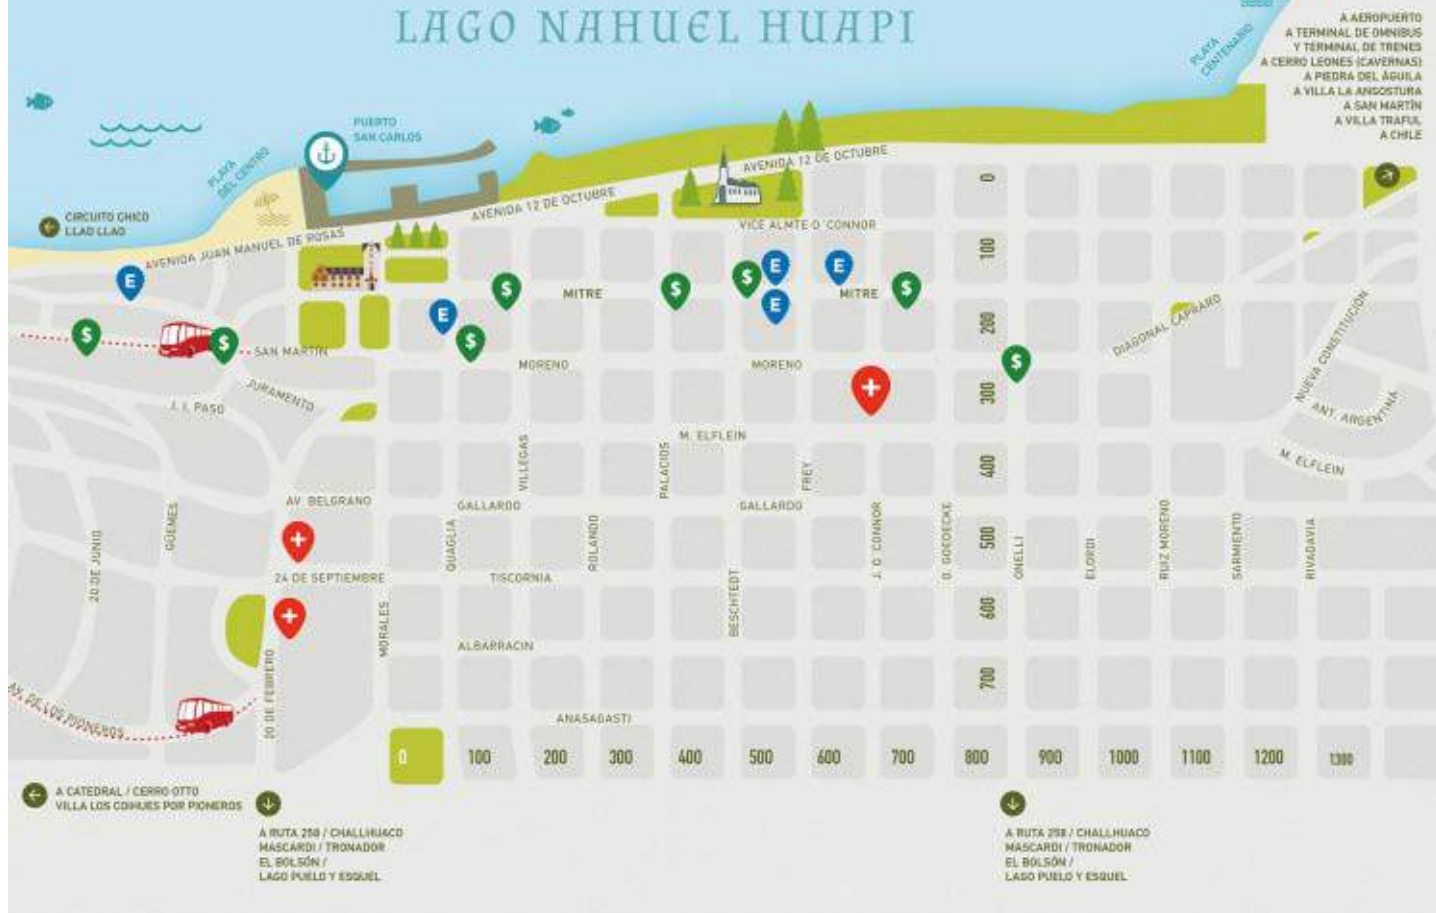 LAGO NAHUEL HUAPI
A AEROPUERTO
A TERMINAL DE OMNIBUS
Y TERMINAL DE TRENES
A CERRO LEONES (CAVERNAS)
A PIEDRA DEL ÁGUILA
A VILLA LA ANGOSTURA
A SAN MARTÍN
A VILLA TRAFUL
A CHILE
PLAYA
CENTENARIO
PUERTO
SAN CARLOS
PLAYA
DEL CENTRO
CIRCUITO CHICO
LLAO LLAO
AVENIDA JUAN MANUEL DE ROSAS
AVENIDA 12 DE OCTUBRE
AVENIDA 12 DE OCTUBRE
VICE ALMTE O´CONNOR
0
100
200
300
400
500
600
700
E
E
E
E
E
$
$
$
$
$
$
$
$
MITRE
MITRE
SAN MARTÍN
MORENO
MORENO
DIAGONAL CAPRARO
NUEVA CONSTITUCIÓN
ANT. ARGENTINA
M. ELFLEIN
JURAMENTO
J. J. PASO
M. ELFLEIN
AV. BELGRANO
GALLARDO
GALLARDO
24 DE SEPTIEMBRE
TISCORNIA
ALBARRACIN
ANASAGASTI
20 DE JUNIO
GÜEMES
20 DE FEBRERO
MORALES
QUAGLIA
VILLEGAS
ROLANDO
PALACIOS
BESCHTEDT
FREY
J. O´CONNOR
O. GOEDECKE
ONELLI
ELORDI
RUIZ MORENO
SARMIENTO
RIVADAVIA
AV. DE LOS PIONEROS
0
100
200
300
400
500
600
700
800
900
1000
1100
1200
1300
A CATEDRAL / CERRO OTTO
VILLA LOS COIHUES POR PIONEROS
A RUTA 258 / CHALLHUACO
MASCARDI / TRONADOR
EL BOLSÓN /
LAGO PUELO Y ESQUEL
A RUTA 258 / CHALLHUACO
MASCARDI / TRONADOR
EL BOLSÓN /
LAGO PUELO Y ESQUEL